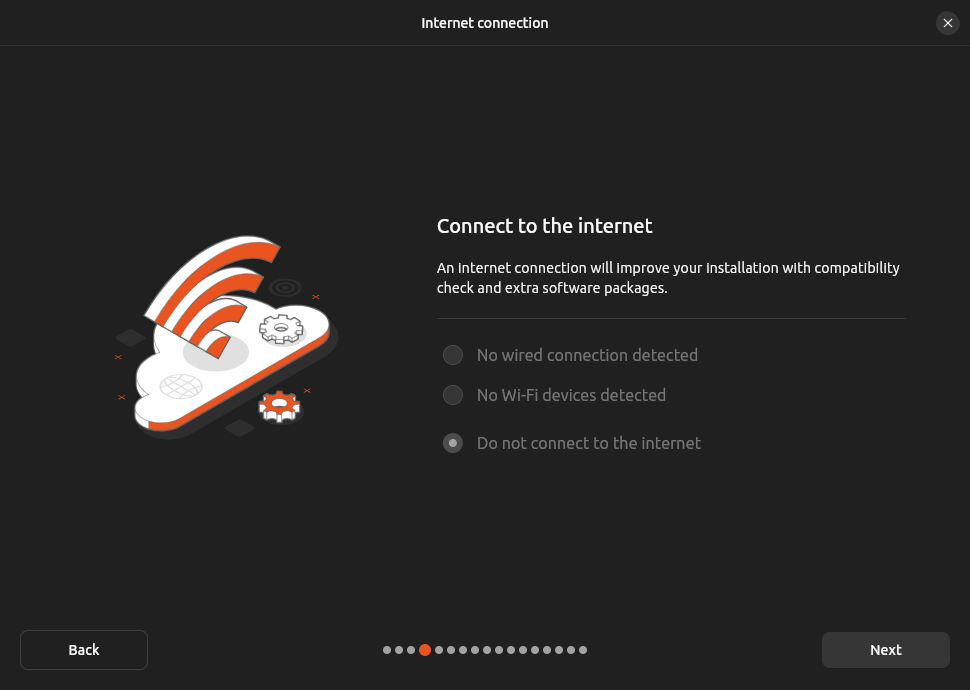 Internet connection
Connect to the internet
An internet connection will improve your installation with compatibility
check and extra software packages.
No wired connection detected
No Wi-Fi devices detected
Do not connect to the internet
Back
Next